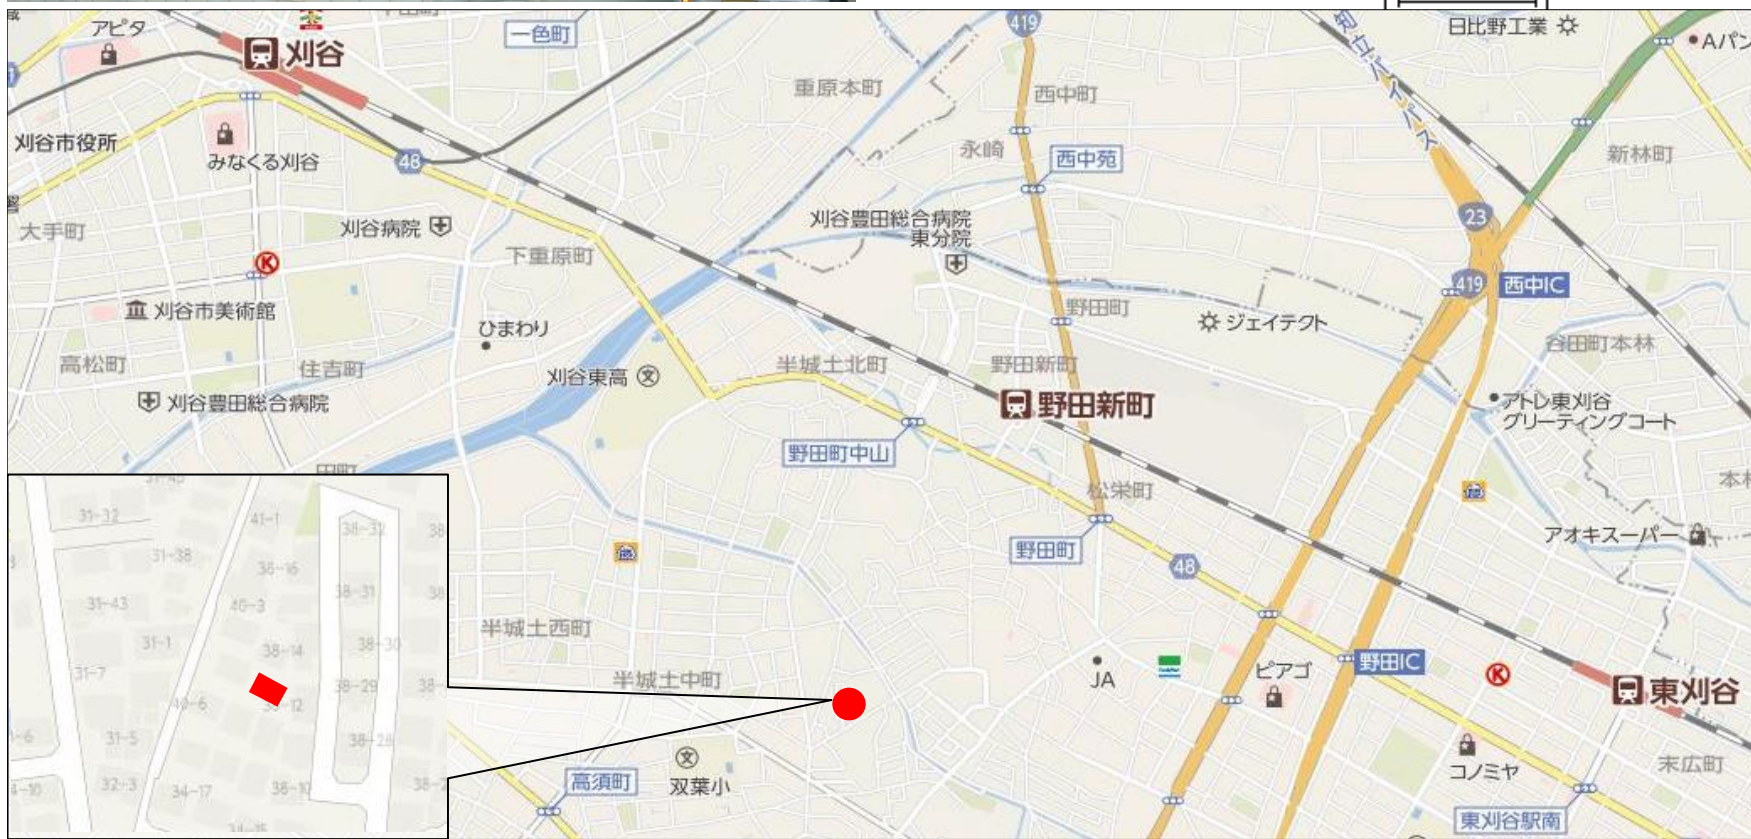 アピタ
刈谷
一色町
419
日比野工業
重原本町
西中町
刈谷市役所
みなくる刈谷
48
永崎
西中苑
新林町
大手町
刈谷病院
下重原町
刈谷豊田総合病院
東分院
23
K
419
西中IC
刈谷市美術館
ひまわり
野田町
ジェイテクト
高松町
住吉町
刈谷東高
文
半城土北町
野田新町
谷田町本林
刈谷豊田総合病院
野田新町
アトレ東刈谷
グリーティングコート
野田町中山
松栄町
野田町
アオキスーパー
48
半城土西町
半城土中町
JA
ピアゴ
野田IC
K
東刈谷
文
双葉小
高須町
コノミヤ
末広町
東刈谷駅南
31-32
41-1
38-32
31-38
38-16
38-31
31-43
40-3
31-1
38-14
38-30
31-7
38-29
40-6
31-5
38-28
32-3
34-17
38-10